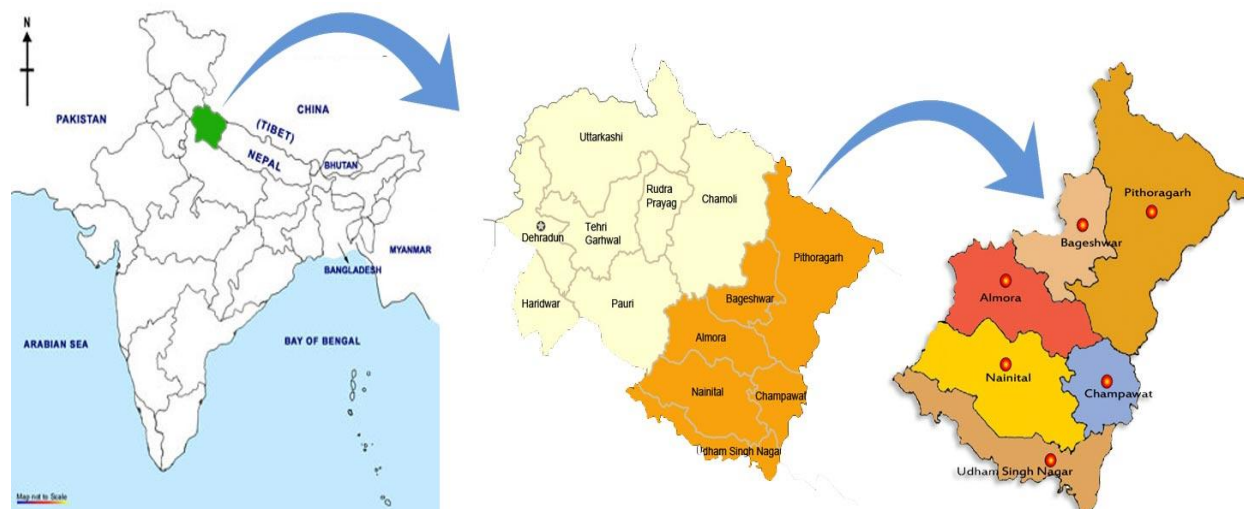 N
PAKISTAN
CHINA
(TIBET)
NEPAL
BHUTAN
MYANMAR
BANGLADESH
ARABIAN SEA
BAY OF BENGAL
Map not to Scale
Uttarkashi
Rudra
Prayag
Chamoli
Dehradun
Tehri
Garhwal
Haridwar
Pauri
Pithoragarh
Bageshwar
Almora
Nainital
Champawat
Udham Singh Nagar
Pithoragarh
Bageshwar
Almora
Nainital
Champawat
Udham Singh Nagar